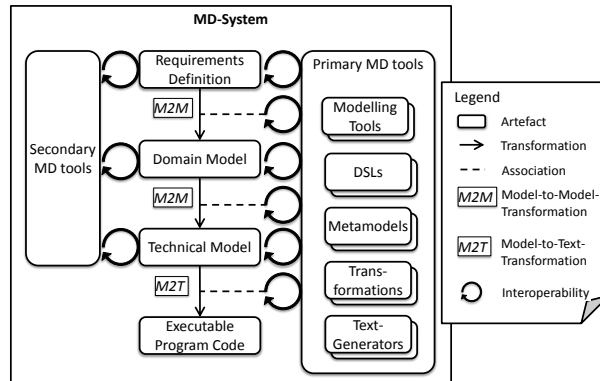 MD-System
Requirements
Definition
Primary MD tools
M2M
Modelling
Tools
Secondary
MD tools
Domain Model
DSLs
M2M
Metamodels
Technical Model
M2T
Trans-
formations
Executable
Program Code
Text-
Generators
Legend
Artefact
Transformation
Association
M2M Model-to-Model-
Transformation
M2T Model-to-Text-
Transformation
Interoperability